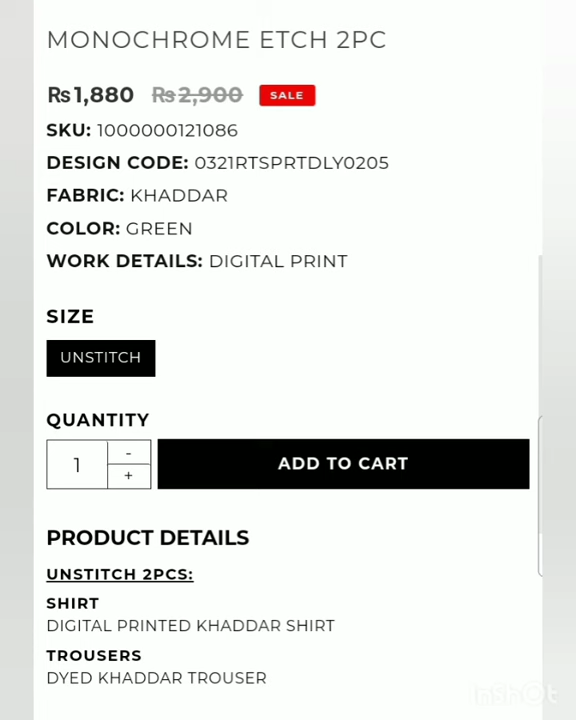 MONOCHROME ETCH 2PC
₨1,880 ₨2,900 SALE
SKU: 1000000121086
DESIGN CODE: 0321RTSPRTDLY0205
FABRIC: KHADDAR
COLOR: GREEN
WORK DETAILS: DIGITAL PRINT
SIZE
UNSTITCH
QUANTITY
1 - +
ADD TO CART
PRODUCT DETAILS
UNSTITCH 2PCS:
SHIRT
DIGITAL PRINTED KHADDAR SHIRT
TROUSERS
DYED KHADDAR TROUSER
InShOt